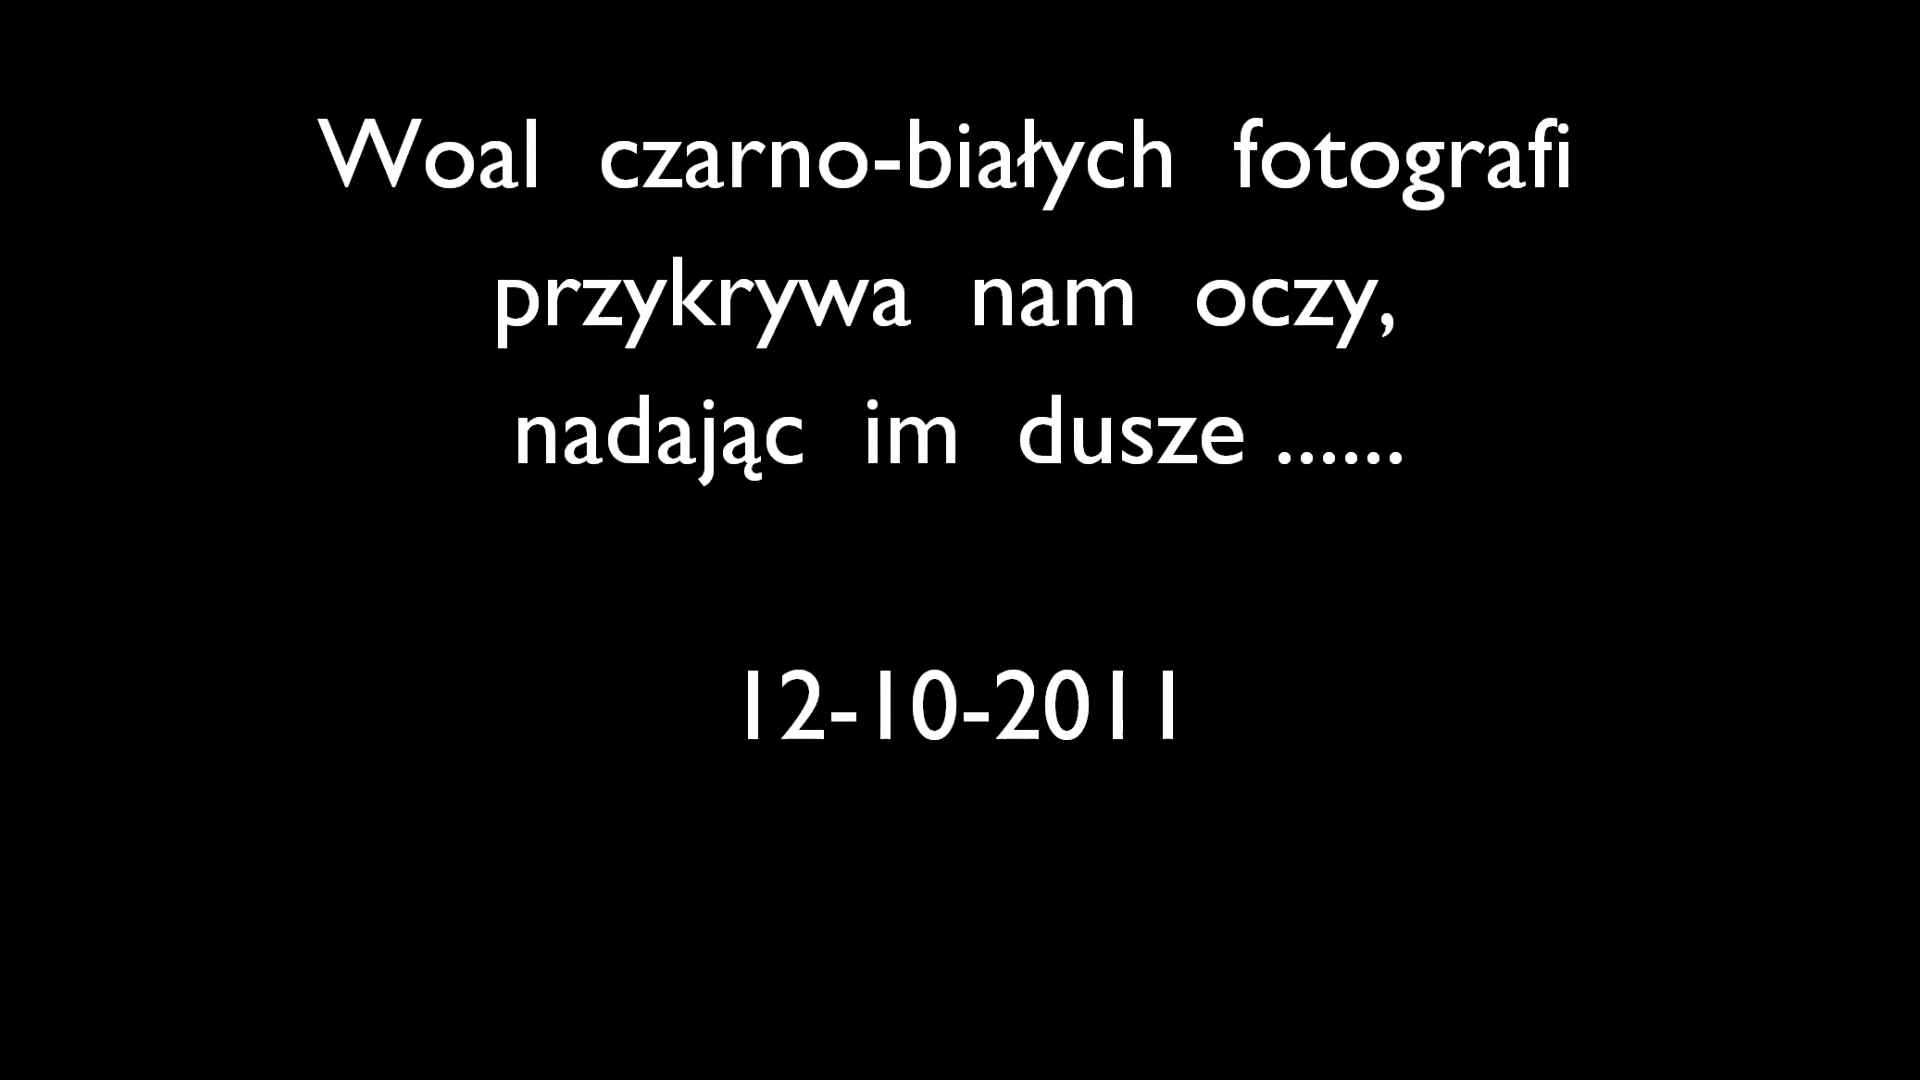 Woal czarno-białych fotografi
przykrywa nam oczy,
nadając im dusze ......
12-10-2011